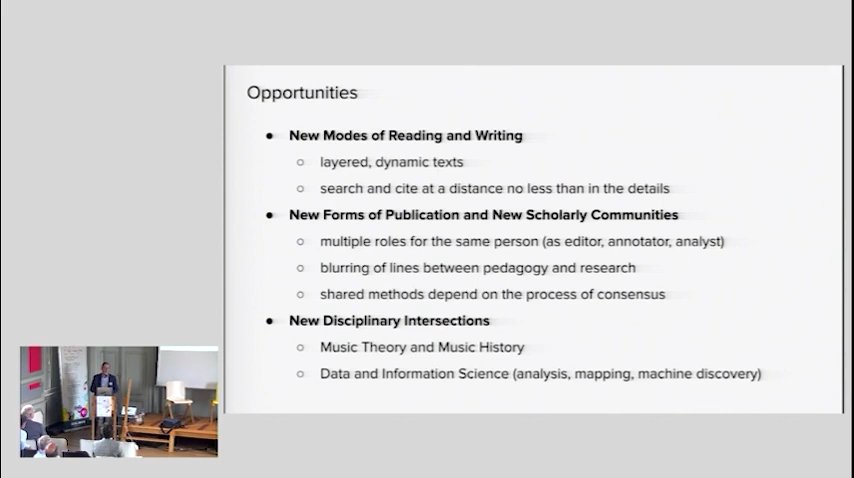 Opportunities
● New Modes of Reading and Writing
○ layered, dynamic texts
○ search and cite at a distance no less than in the details
● New Forms of Publication and New Scholarly Communities
○ multiple roles for the same person (as editor, annotator, analyst)
○ blurring of lines between pedagogy and research
○ shared methods depend on the process of consensus
● New Disciplinary Intersections
○ Music Theory and Music History
○ Data and Information Science (analysis, mapping, machine discovery)